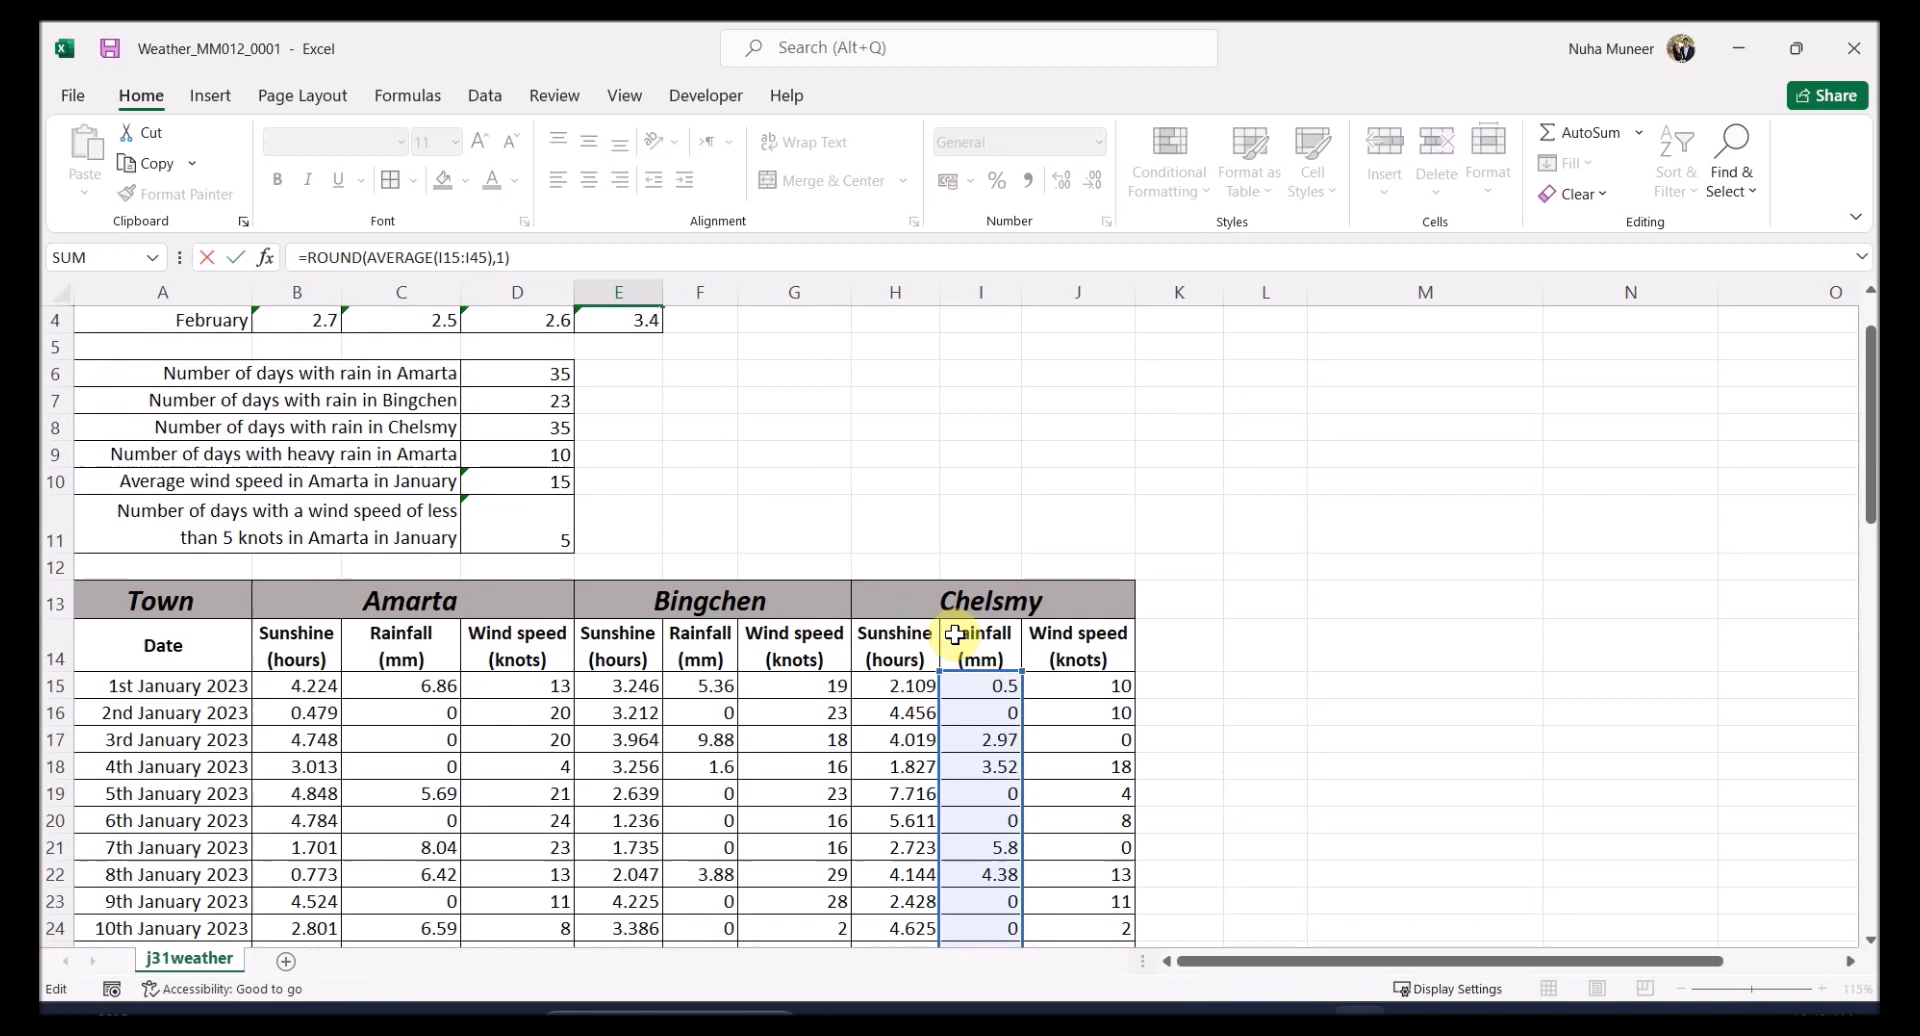 Weather_MM012_0001 - Excel
Search (Alt+Q)
Nuha Muneer
File Home Insert Page Layout Formulas Data Review View Developer Help
Share
Cut
Copy
Format Painter
Paste
Clipboard
11
Font
Wrap Text
Merge & Center
Alignment
General
Number
Conditional Formatting
Format as Table
Cell Styles
Styles
Insert Delete Format
Cells
AutoSum
Fill
Clear
Sort & Filter
Find & Select
Editing
SUM
fx
=ROUND(AVERAGE(I15:I45),1)
A B C D E F G H I J K L M N O
4 February 2.7 2.5 2.6 3.4
5
6 Number of days with rain in Amarta 35
7 Number of days with rain in Bingchen 23
8 Number of days with rain in Chelsmy 35
9 Number of days with heavy rain in Amarta 10
10 Average wind speed in Amarta in January 15
Number of days with a wind speed of less
11 than 5 knots in Amarta in January 5
12
13 Town Amarta Bingchen Chelsmy
Date Sunshine Rainfall Wind speed Sunshine Rainfall Wind speed Sunshine Rainfall Wind speed
14 (hours) (mm) (knots) (hours) (mm) (knots) (hours) (mm) (knots)
15 1st January 2023 4.224 6.86 13 3.246 5.36 19 2.109 0.5 10
16 2nd January 2023 0.479 0 20 3.212 0 23 4.456 0 10
17 3rd January 2023 4.748 0 20 3.964 9.88 18 4.019 2.97 0
18 4th January 2023 3.013 0 4 3.256 1.6 16 1.827 3.52 18
19 5th January 2023 4.848 5.69 21 2.639 0 23 7.716 0 4
20 6th January 2023 4.784 0 24 1.236 0 16 5.611 0 8
21 7th January 2023 1.701 8.04 23 1.735 0 16 2.723 5.8 0
22 8th January 2023 0.773 6.42 13 2.047 3.88 29 4.144 4.38 13
23 9th January 2023 4.524 0 11 4.225 0 28 2.428 0 11
24 10th January 2023 2.801 6.59 8 3.386 0 2 4.625 0 2
j31weather
Edit
Accessibility: Good to go
Display Settings
115%